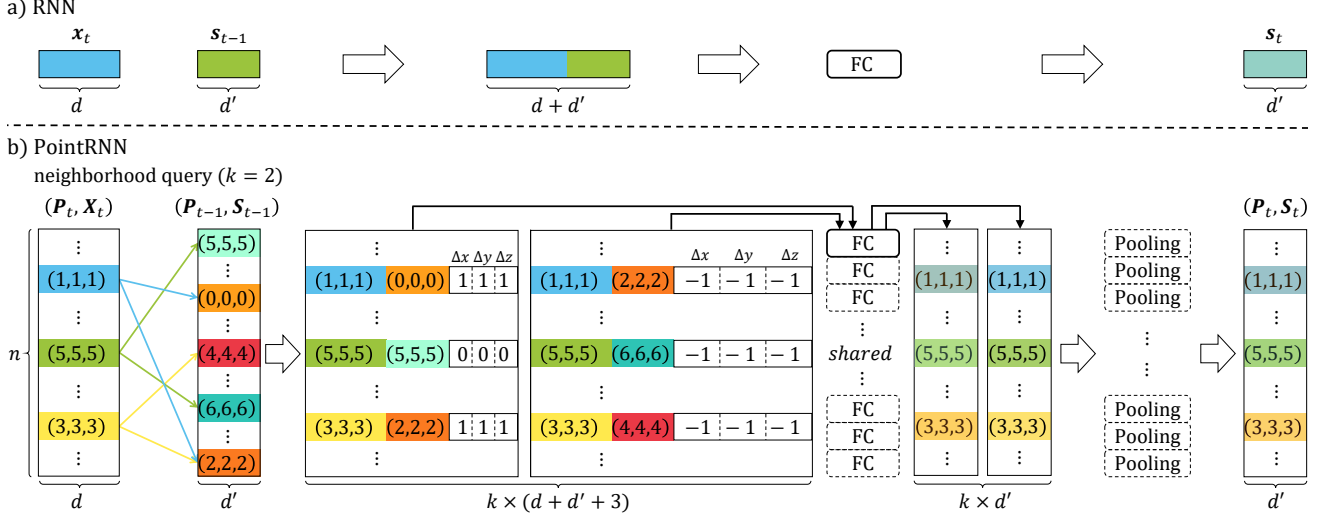 a) RNN
x_t s_{t−1} s_t
FC
d d′ d + d′ d′
b) PointRNN
neighborhood query (k = 2)
(P_t, X_t) (P_{t−1}, S_{t−1}) (P_t, S_t)
⋮ (5,5,5) ⋮ ⋮ FC ⋮ ⋮ Pooling ⋮
⋮ Δx Δy Δz Δx Δy Δz FC Pooling
(1,1,1) (0,0,0) (1,1,1) (0,0,0) 1 1 1 (1,1,1) (2,2,2) −1 −1 −1 FC (1,1,1) (1,1,1) Pooling (1,1,1)
⋮ ⋮ ⋮ ⋮ ⋮ ⋮ ⋮ ⋮ ⋮ ⋮
n (5,5,5) (4,4,4) (5,5,5) (5,5,5) 0 0 0 (5,5,5) (6,6,6) −1 −1 −1 shared (5,5,5) (5,5,5) (5,5,5)
⋮ ⋮ ⋮ ⋮ ⋮ ⋮ ⋮ ⋮ ⋮ ⋮
(6,6,6) FC Pooling
(3,3,3) ⋮ (3,3,3) (2,2,2) 1 1 1 (3,3,3) (4,4,4) −1 −1 −1 FC (3,3,3) (3,3,3) Pooling (3,3,3)
⋮ (2,2,2) ⋮ ⋮ FC ⋮ ⋮ Pooling ⋮
d d′ k × (d + d′ + 3) k × d′ d′